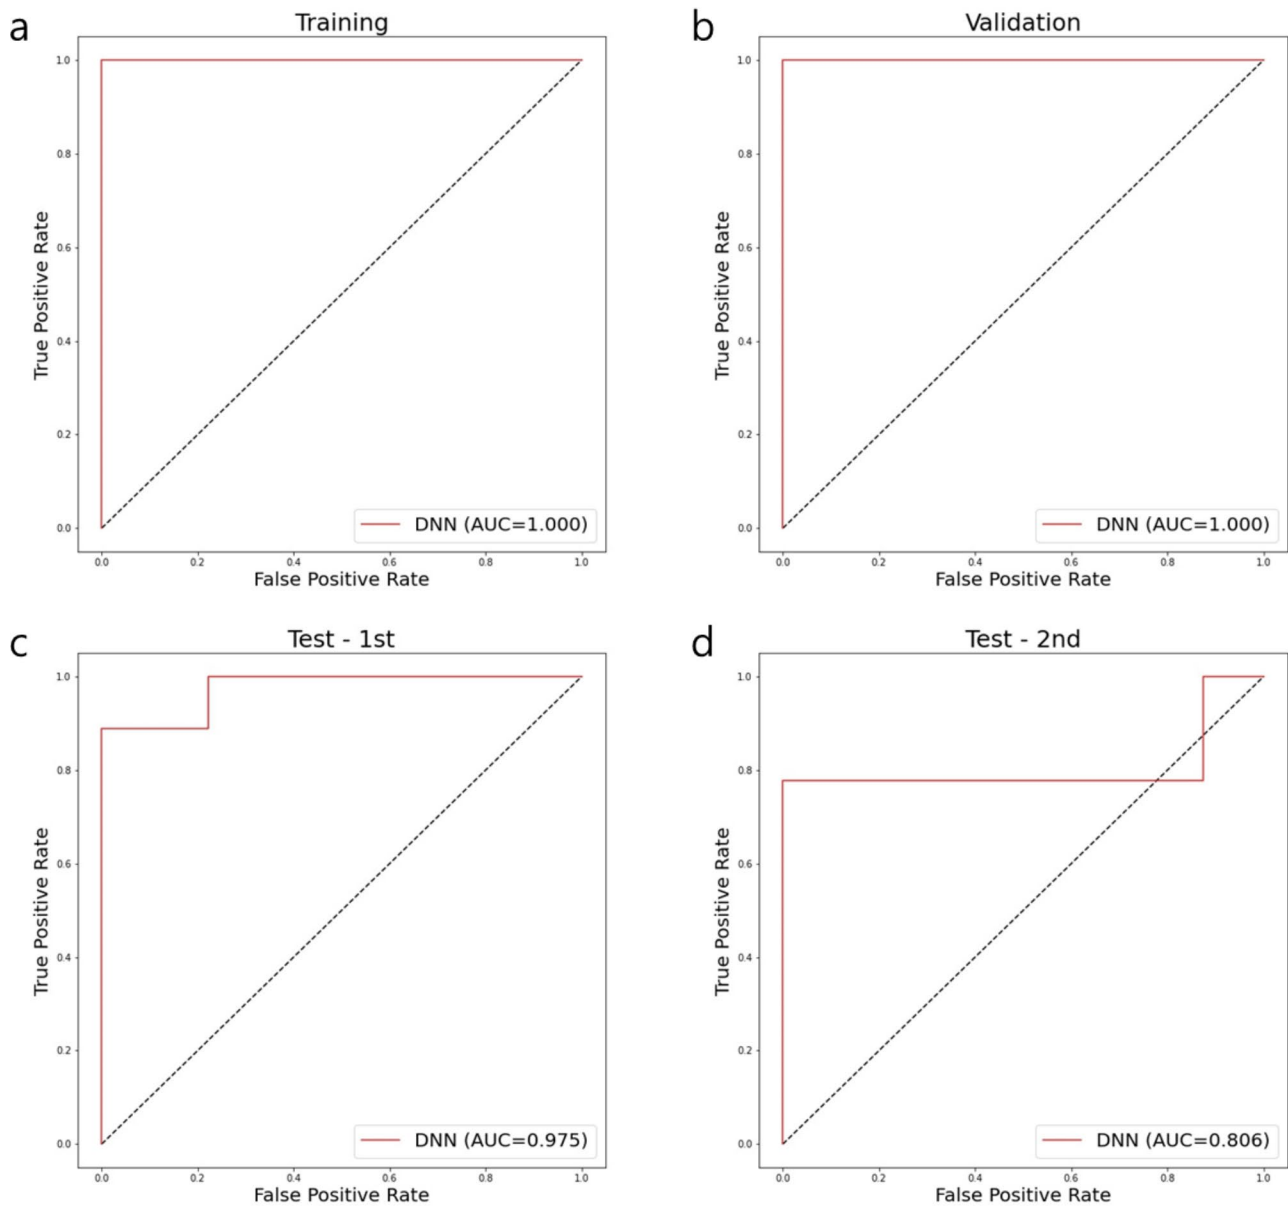 a
Training
1.0
0.8
0.6
0.4
0.2
0.0
True Positive Rate
0.0 0.2 0.4 0.6 0.8 1.0
False Positive Rate
DNN (AUC=1.000)
b
Validation
1.0
0.8
0.6
0.4
0.2
0.0
True Positive Rate
0.0 0.2 0.4 0.6 0.8 1.0
False Positive Rate
DNN (AUC=1.000)
c
Test - 1st
1.0
0.8
0.6
0.4
0.2
0.0
True Positive Rate
0.0 0.2 0.4 0.6 0.8 1.0
False Positive Rate
DNN (AUC=0.975)
d
Test - 2nd
1.0
0.8
0.6
0.4
0.2
0.0
True Positive Rate
0.0 0.2 0.4 0.6 0.8 1.0
False Positive Rate
DNN (AUC=0.806)